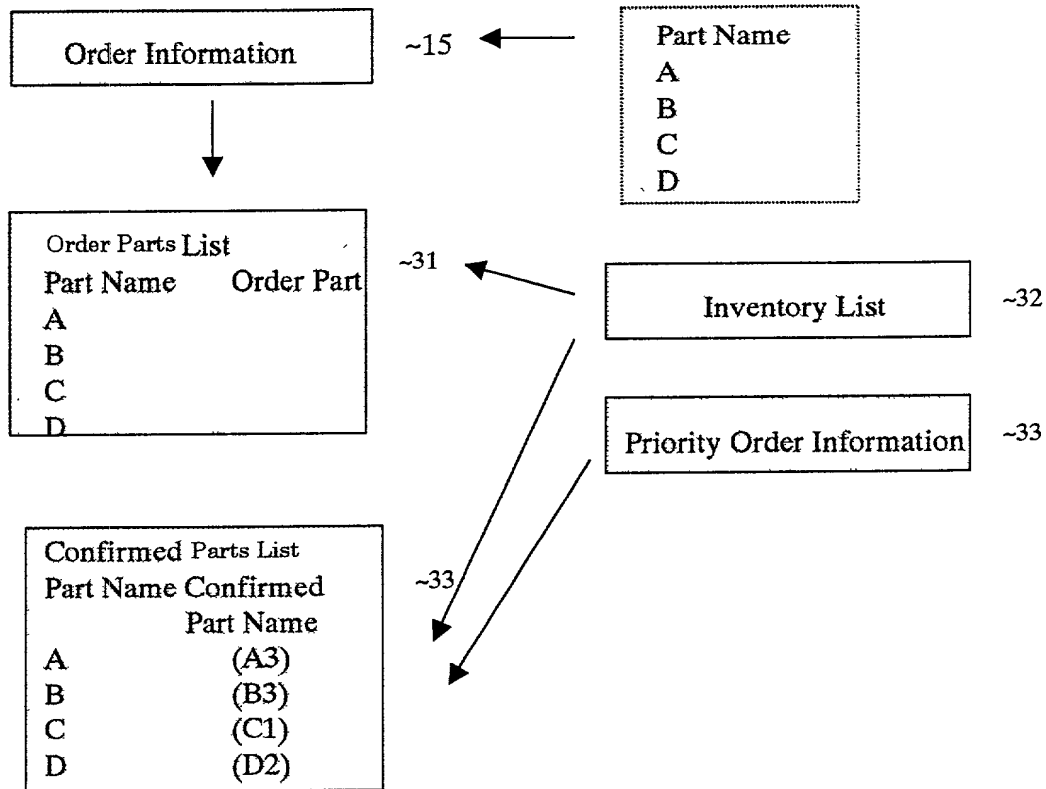 Order Information
~15
Part Name
A
B
C
D
Order Parts List
Part Name Order Part
A
B
C
D
~31
Inventory List
~32
Priority Order Information
~33
Confirmed Parts List
Part Name Confirmed
Part Name
A (A3)
B (B3)
C (C1)
D (D2)
~33